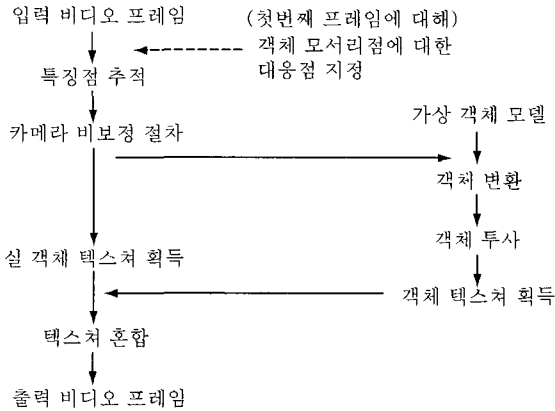 입력 비디오 프레임
(첫번째 프레임에 대해)
객체 모서리점에 대한
대응점 지정
특징점 추적
카메라 비보정 절차
가상 객체 모델
객체 변환
객체 투사
실 객체 텍스쳐 획득
객체 텍스쳐 획득
텍스쳐 혼합
출력 비디오 프레임